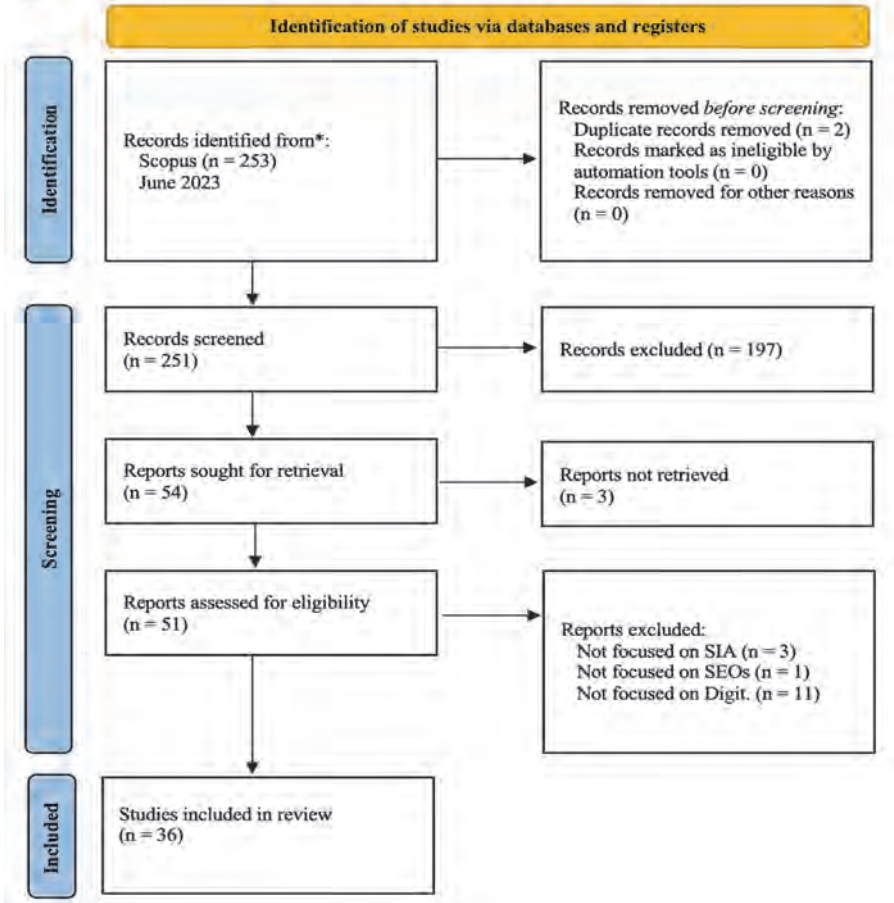 Identification of studies via databases and registers
Identification
Records identified from*:
Scopus (n = 253)
June 2023
Records removed before screening:
Duplicate records removed (n = 2)
Records marked as ineligible by
automation tools (n = 0)
Records removed for other reasons
(n = 0)
Screening
Records screened
(n = 251)
Records excluded (n = 197)
Reports sought for retrieval
(n = 54)
Reports not retrieved
(n = 3)
Reports assessed for eligibility
(n = 51)
Reports excluded:
Not focused on SIA (n = 3)
Not focused on SEOs (n = 1)
Not focused on Digit. (n = 11)
Included
Studies included in review
(n = 36)